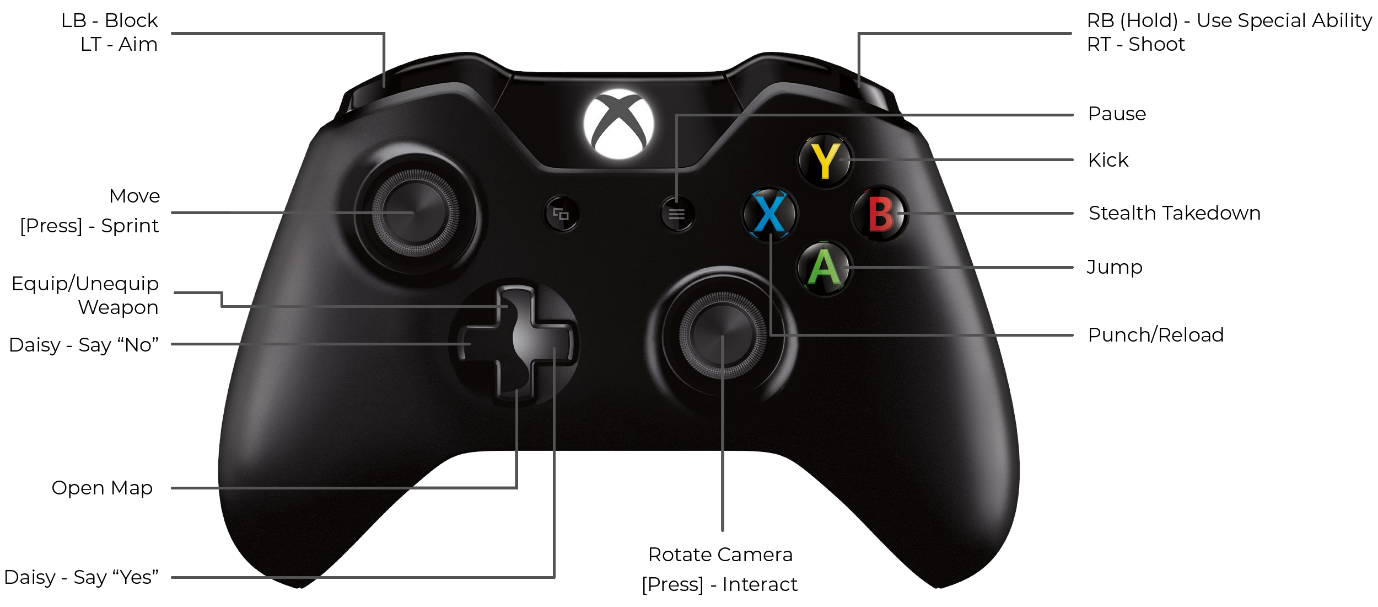 LB - Block
LT - Aim
RB (Hold) - Use Special Ability
RT - Shoot
Pause
Y
Kick
Move
[Press] - Sprint
X
B
Stealth Takedown
A
Jump
Equip/Unequip
Weapon
Daisy - Say “No”
Punch/Reload
Open Map
Rotate Camera
[Press] - Interact
Daisy - Say “Yes”